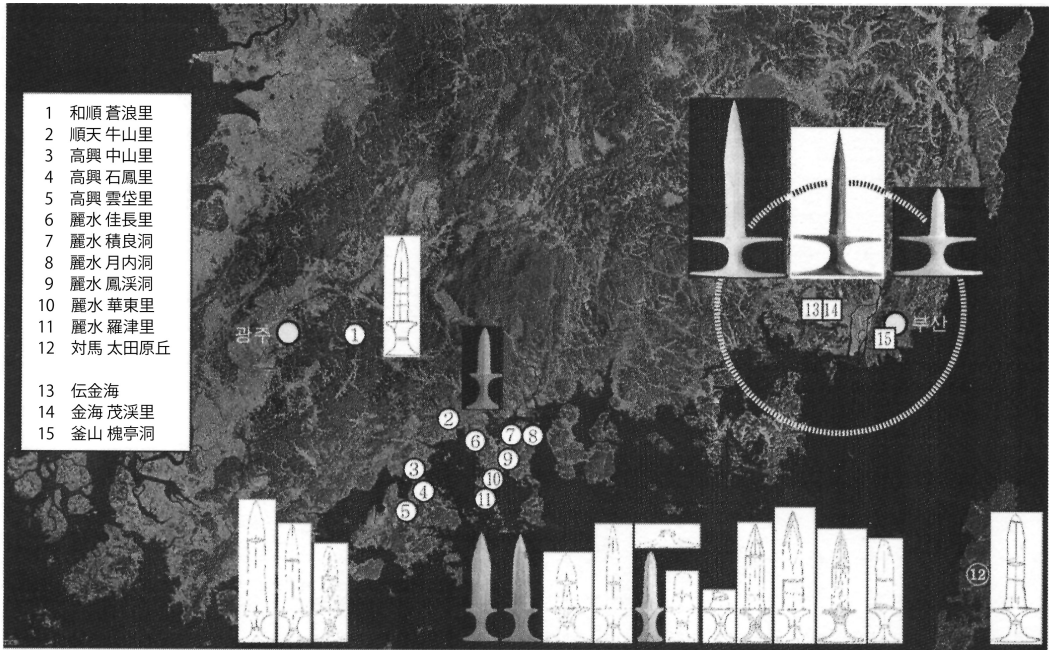 1 和順 蒼浪里
2 順天 牛山里
3 高興 中山里
4 高興 石鳳里
5 高興 雲岱里
6 麗水 佳長里
7 麗水 積良洞
8 麗水 月内洞
9 麗水 鳳渓洞
10 麗水 華東里
11 麗水 羅津里
12 対馬 太田原丘
13 伝金海
14 金海 茂渓里
15 釜山 槐亭洞
광주
1
13 14
15
부산
2
6
7
8
9
3
4
10
5
11
12